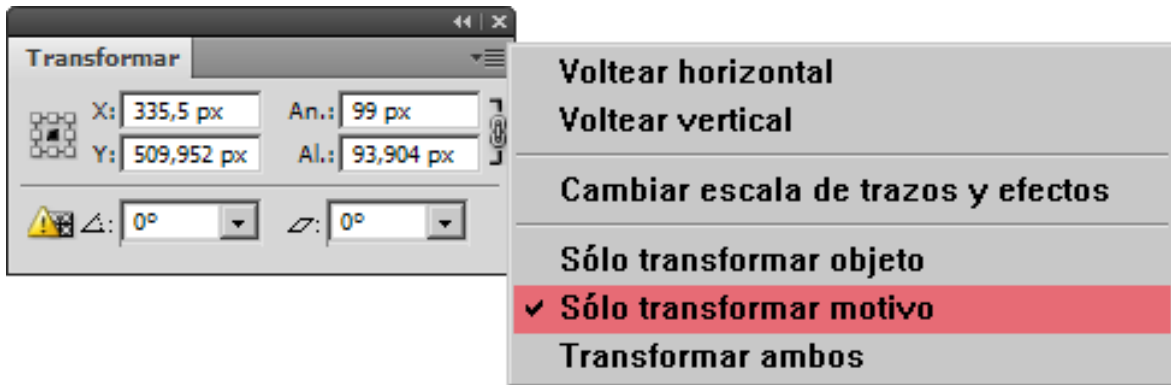 Transformar
X: 335,5 px An.: 99 px
Y: 509,952 px Al.: 93,904 px
0° 0°
Voltear horizontal
Voltear vertical
Cambiar escala de trazos y efectos
Sólo transformar objeto
Sólo transformar motivo
Transformar ambos